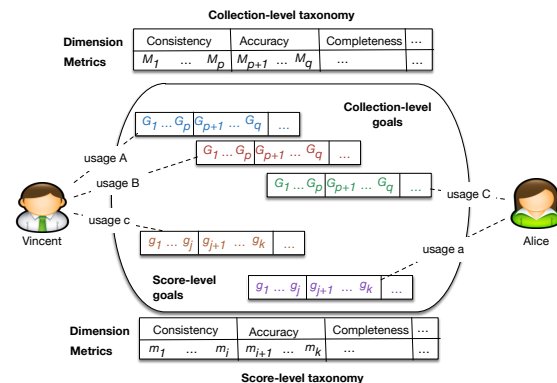 Collection-level taxonomy
Dimension Consistency Accuracy Completeness ...
Metrics M1 ... Mp Mp+1 ... Mq ... ...
Collection-level goals
G1 ... Gp Gp+1 ... Gq ...
usage A
G1 ... Gp Gp+1 ... Gq ...
usage B
G1 ... Gp Gp+1 ... Gq ...
usage C
Vincent
Alice
usage c
g1 ... gj gj+1 ... gk ...
usage a
Score-level goals
g1 ... gj gj+1 ... gk ...
Dimension Consistency Accuracy Completeness ...
Metrics m1 ... mi mi+1 ... mk ... ...
Score-level taxonomy